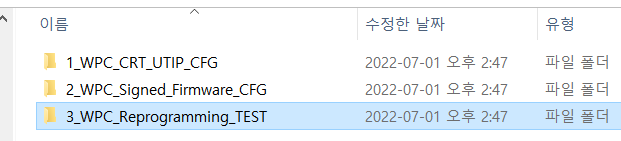 이름 수정한 날짜 유형
1_WPC_CRT_UTIP_CFG 2022-07-01 오후 2:47 파일 폴더
2_WPC_Signed_Firmware_CFG 2022-07-01 오후 2:47 파일 폴더
3_WPC_Reprogramming_TEST 2022-07-01 오후 2:47 파일 폴더